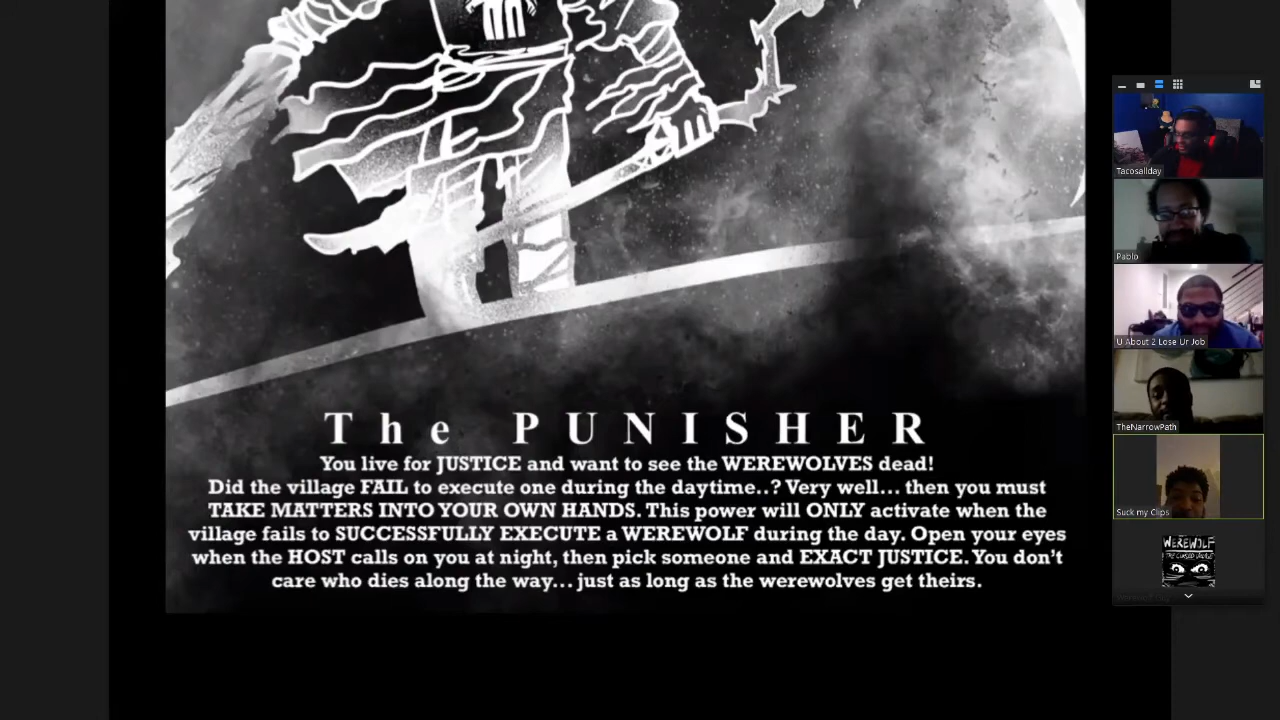 The PUNISHER
You live for JUSTICE and want to see the WEREWOLVES dead!
Did the village FAIL to execute one during the daytime..? Very well... then you must
TAKE MATTERS INTO YOUR OWN HANDS. This power will ONLY activate when the
village fails to SUCCESSFULLY EXECUTE a WEREWOLF during the day. Open your eyes
when the HOST calls on you at night, then pick someone and EXACT JUSTICE. You don't
care who dies along the way... just as long as the werewolves get theirs.
Tacosallday
Pablo
U About 2 Lose Ur Job
TheNarrowPath
Suck my Clips
WEREWOLF